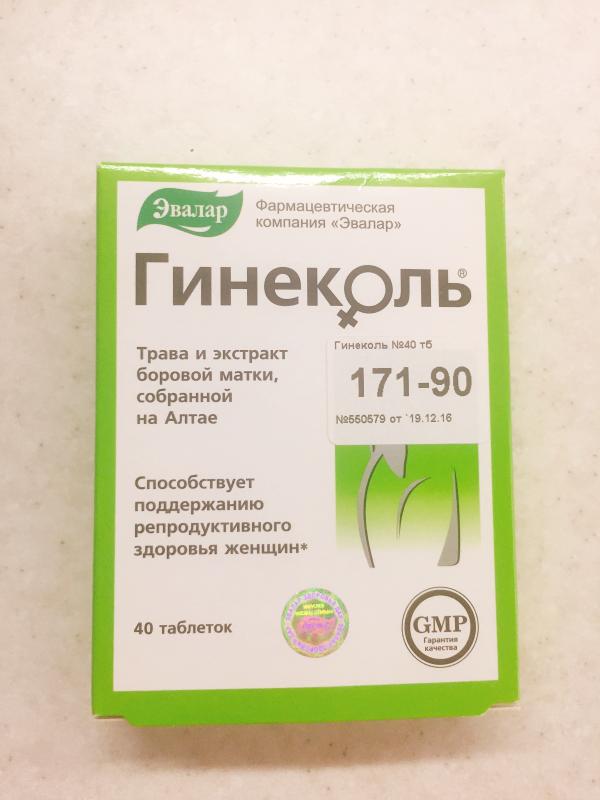 Эвалар
Фармацевтическая
компания «Эвалар»
Гинеколь®
Трава и экстракт
боровой матки,
собранной
на Алтае
Гинеколь №40 тб
171-90
№550579 от `19.12.16
Способствует
поддержанию
репродуктивного
здоровья женщин*
40 таблеток
GMP
Гарантия
качества